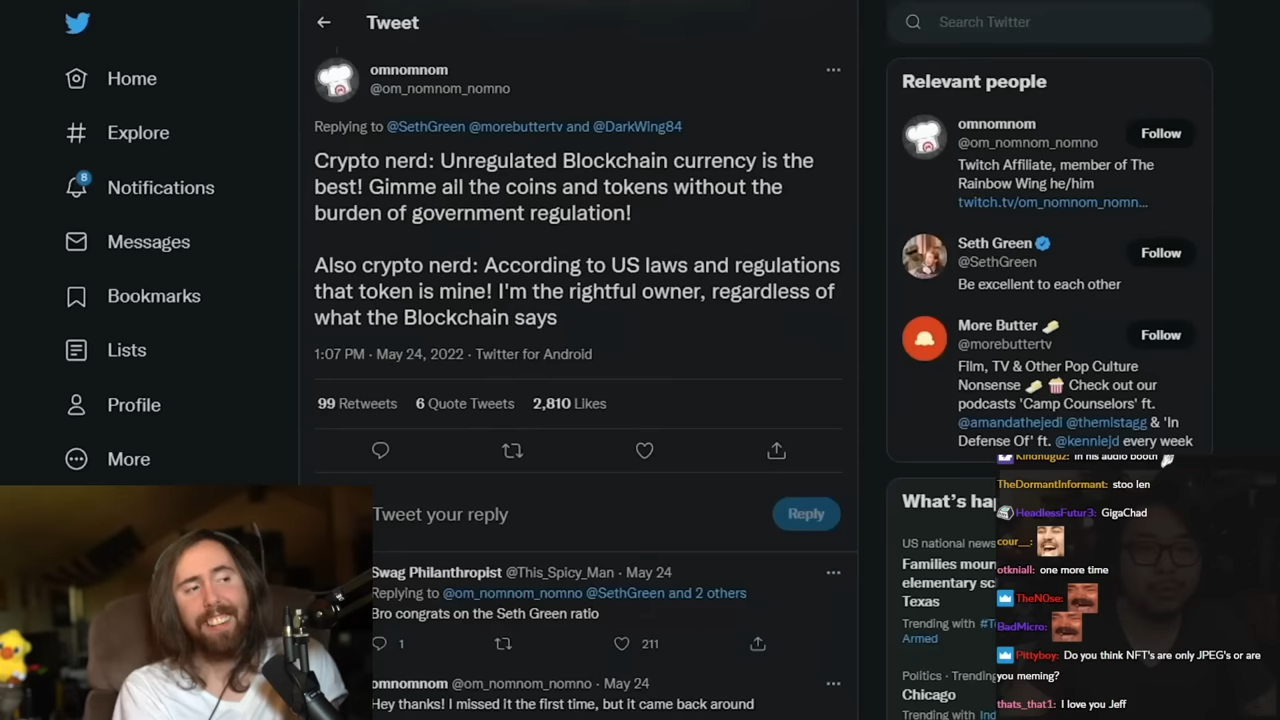 Home
Explore
8
Notifications
Messages
Bookmarks
Lists
Profile
More
Tweet
omnomnom
@om_nomnom_nomno
Replying to @SethGreen @morebuttertv and @DarkWing84
Crypto nerd: Unregulated Blockchain currency is the
best! Gimme all the coins and tokens without the
burden of government regulation!
Also crypto nerd: According to US laws and regulations
that token is mine! I'm the rightful owner, regardless of
what the Blockchain says
1:07 PM · May 24, 2022 · Twitter for Android
99 Retweets 6 Quote Tweets 2,810 Likes
Tweet your reply
Reply
Swag Philanthropist @This_Spicy_Man · May 24
Replying to @om_nomnom_nomno @SethGreen and 2 others
Bro congrats on the Seth Green ratio
1
211
omnomnom @om_nomnom_nomno · May 24
Hey thanks! I missed it the first time, but it came back around
Search Twitter
Relevant people
omnomnom
@om_nomnom_nomno
Follow
Twitch Affiliate, member of The
Rainbow Wing he/him
twitch.tv/om_nomnom_nomn...
Seth Green
@SethGreen
Follow
Be excellent to each other
More Butter
@morebuttertv
Follow
FIlm, TV & Other Pop Culture
Nonsense Check out our
podcasts 'Camp Counselors' ft.
@amandathejedi @themistagg & 'In
Defense Of' ft. @kenniejd every week
What's ha
US national news
Families mour
elementary sc
Texas
Trending with #T
Armed
Politics · Trending
Chicago
Trending with
Kindhugz: in his audio booth
TheDormantInformant: stoo len
HeadlessFutur3: GigaChad
cour__:
otkniall: one more time
TheN0se:
BadMicro:
Pittyboy: Do you think NFT's are only JPEG's or are
you meming?
thats_that1: I love you Jeff